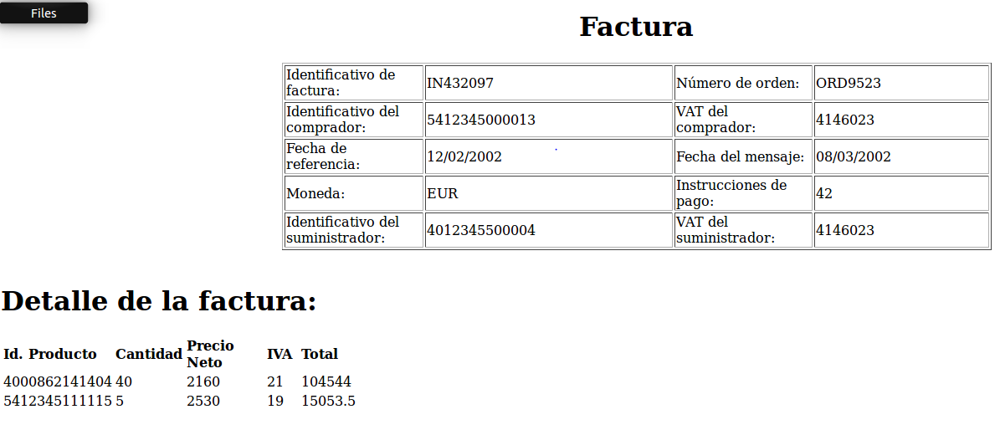 Files
Factura
Identificativo de
factura:
IN432097
Número de orden:
ORD9523
Identificativo del
comprador:
5412345000013
VAT del
comprador:
4146023
Fecha de
referencia:
12/02/2002
Fecha del mensaje:
08/03/2002
Moneda:
EUR
Instrucciones de
pago:
42
Identificativo del
suministrador:
4012345500004
VAT del
suministrador:
4146023
Detalle de la factura:
Id. Producto Cantidad Precio Neto IVA Total
4000862141404 40 2160 21 104544
5412345111115 5 2530 19 15053.5